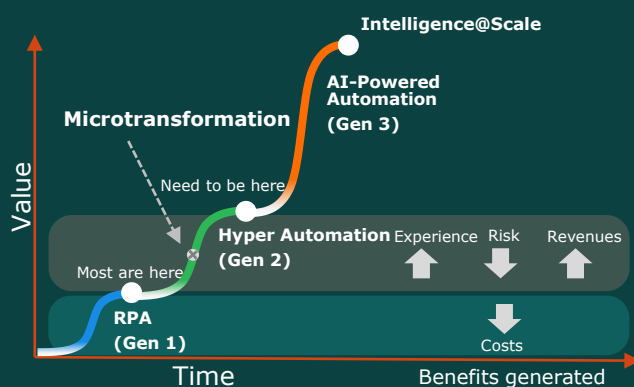 Intelligence@Scale
AI-Powered
Automation
(Gen 3)
Microtransformation
Value
Need to be here
Hyper Automation
(Gen 2)
Experience
Risk
Revenues
Most are here
RPA
(Gen 1)
Costs
Time
Benefits generated